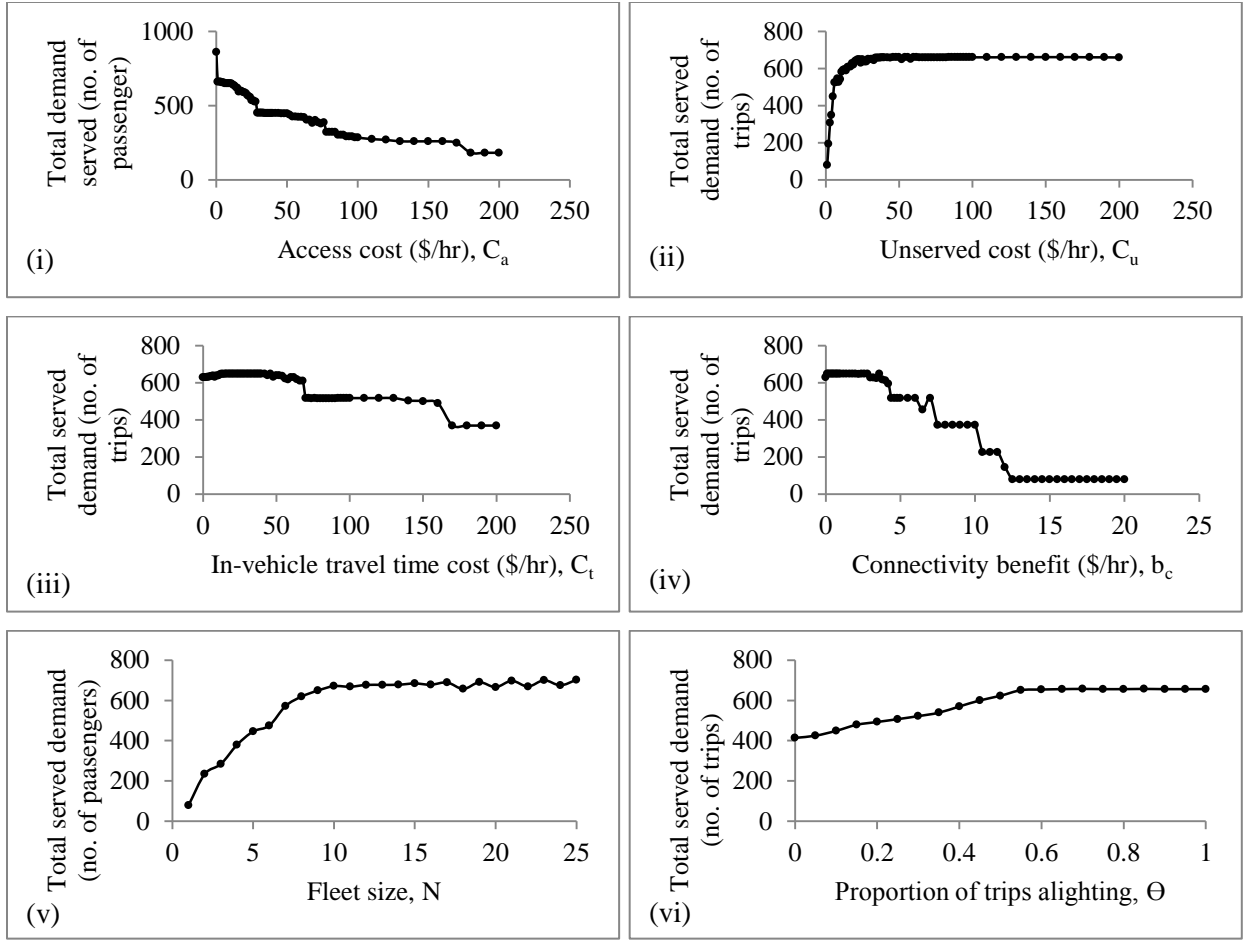 Total demand
served (no. of
passenger)
1000
500
0
0 50 100 150 200 250
Access cost ($/hr), Ca
(i)
Total served
demand (no. of
trips)
800
600
400
200
0
0 50 100 150 200 250
Unserved cost ($/hr), Cu
(ii)
Total served
demand (no. of
trips)
800
600
400
200
0
0 50 100 150 200 250
In-vehicle travel time cost ($/hr), Ct
(iii)
Total served
demand (no. of
trips)
800
600
400
200
0
0 5 10 15 20 25
Connectivity benefit ($/hr), bc
(iv)
Total served demand
(no. of paasengers)
800
600
400
200
0
0 5 10 15 20 25
Fleet size, N
(v)
Total served demand
(no. of trips)
800
600
400
200
0
0 0.2 0.4 0.6 0.8 1
Proportion of trips alighting, Ɵ
(vi)